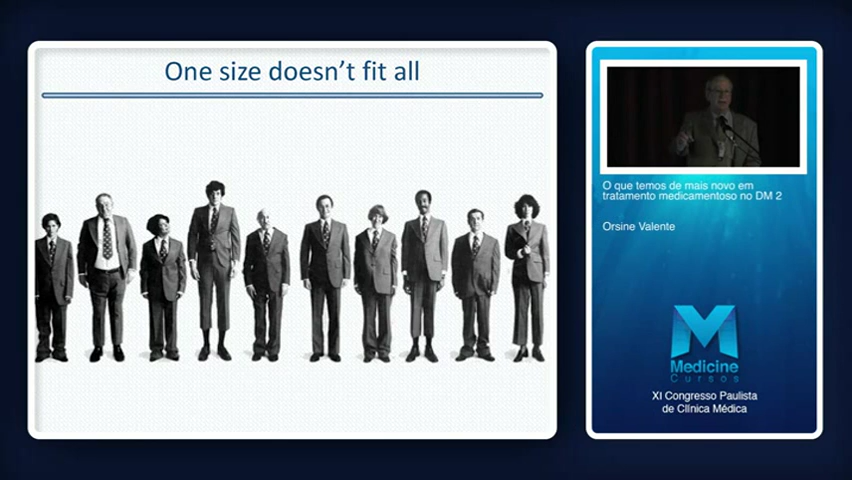 One size doesn't fit all
O que temos de mais novo em
tratamento medicamentoso no DM 2
Orsine Valente
Medicine
Cursos
XI Congresso Paulista
de Clínica Médica